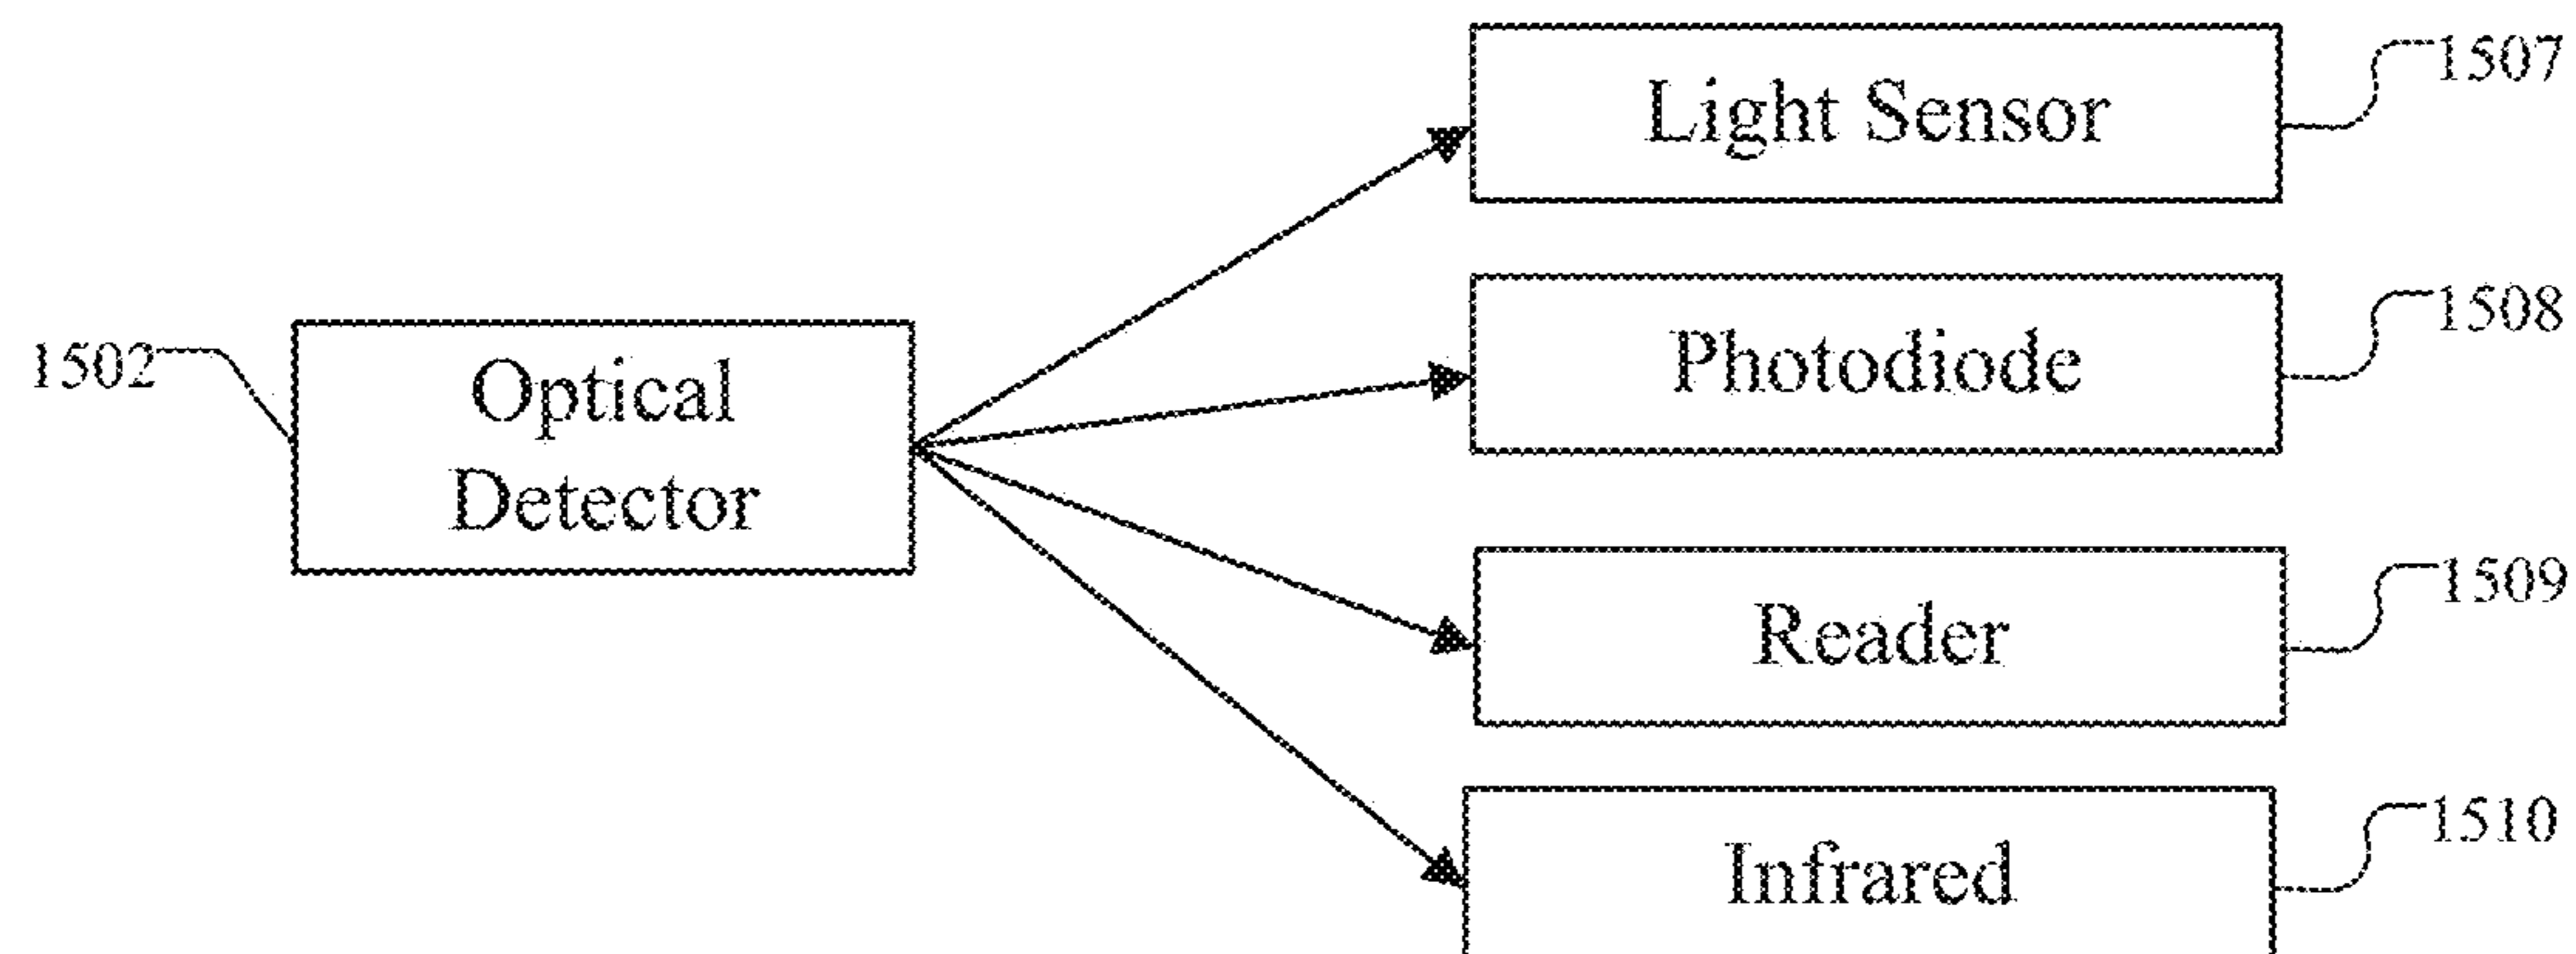 Light Sensor
1507
Photodiode
1508
1502
Optical
Detector
Reader
1509
Infrared
1510